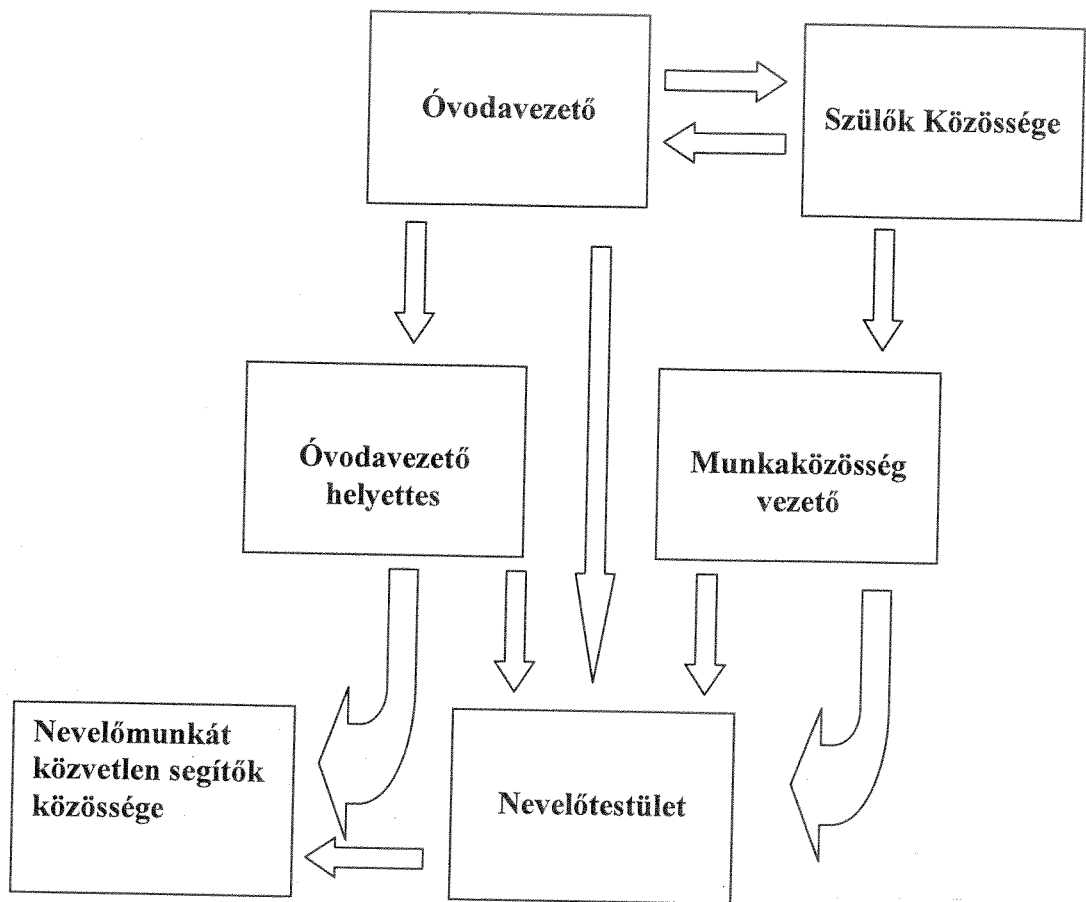 Óvodavezető
Szülők Közössége
Óvodavezető
helyettes
Munkaközösség
vezető
Nevelőmunkát
közvetlen segítők
közössége
Nevelőtestület